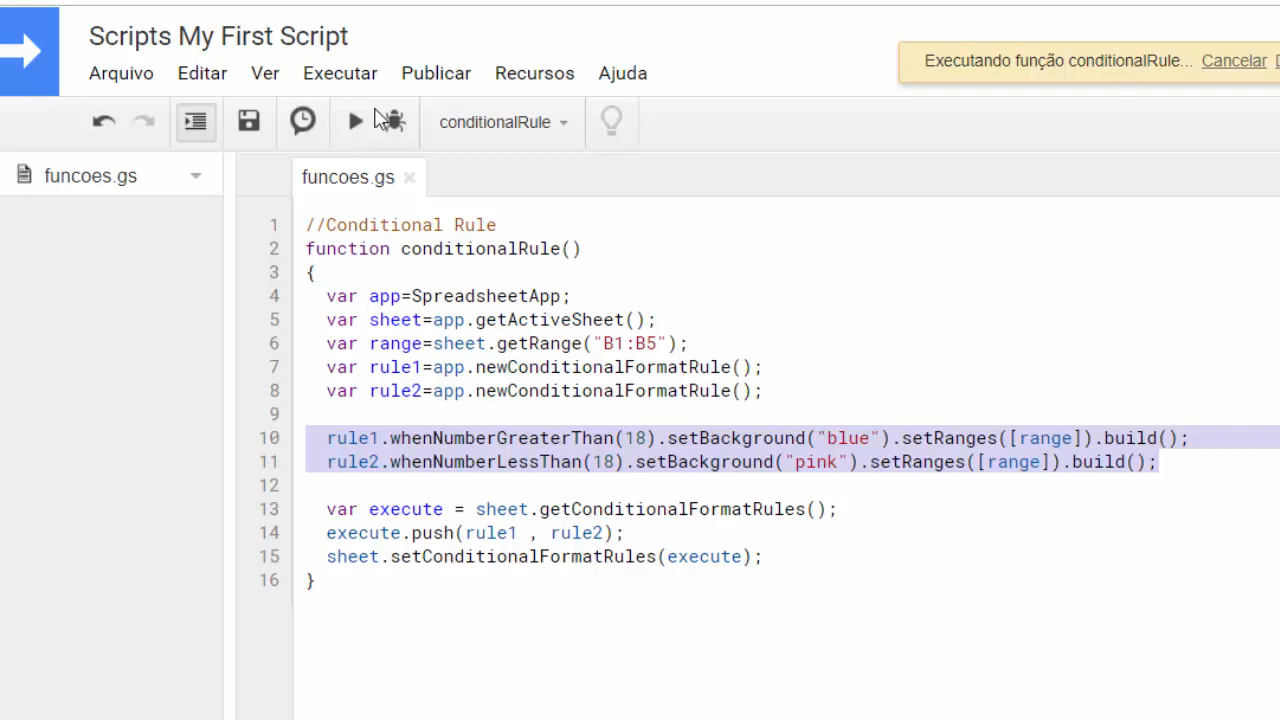 Scripts My First Script
Arquivo Editar Ver Executar Publicar Recursos Ajuda
Executando função conditionalRule... Cancelar
conditionalRule
funcoes.gs
funcoes.gs
1 //Conditional Rule
2 function conditionalRule()
3 {
4 var app=SpreadsheetApp;
5 var sheet=app.getActiveSheet();
6 var range=sheet.getRange("B1:B5");
7 var rule1=app.newConditionalFormatRule();
8 var rule2=app.newConditionalFormatRule();
9
10 rule1.whenNumberGreaterThan(18).setBackground("blue").setRanges([range]).build();
11 rule2.whenNumberLessThan(18).setBackground("pink").setRanges([range]).build();
12
13 var execute = sheet.getConditionalFormatRules();
14 execute.push(rule1 , rule2);
15 sheet.setConditionalFormatRules(execute);
16 }